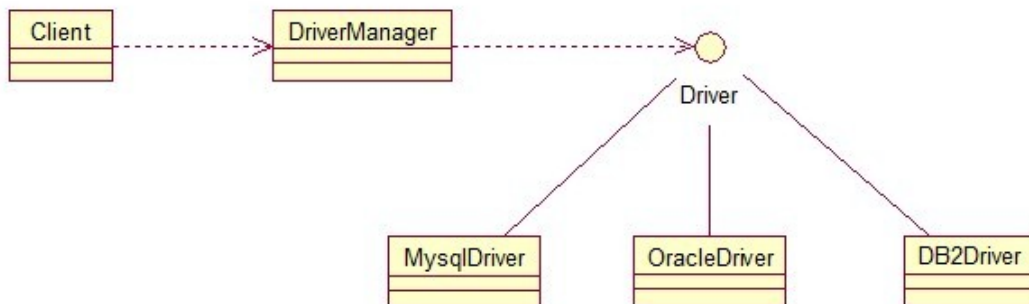 Client
DriverManager
Driver
MysqlDriver
OracleDriver
DB2Driver